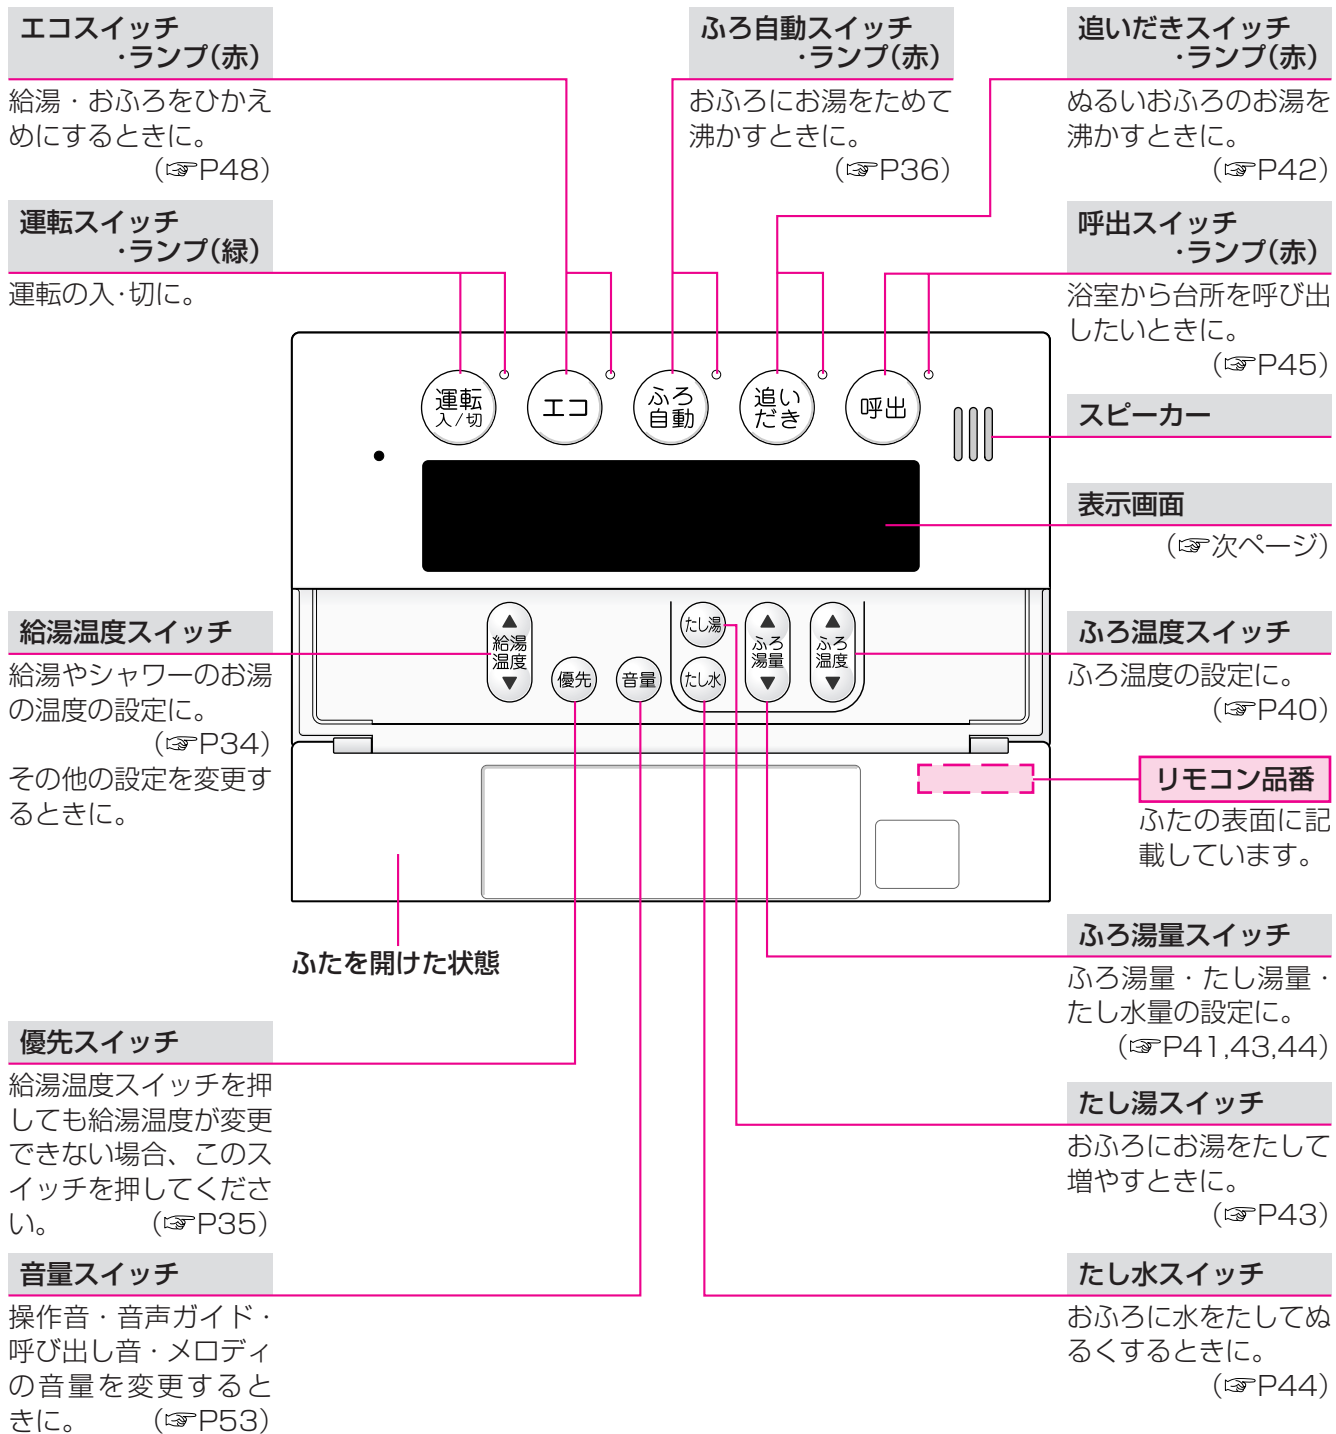 エコスイッチ
・ランプ(赤)
給湯・おふろをひかえ
めにするときに。
(☞P48)
運転スイッチ
・ランプ(緑)
運転の入・切に。
ふろ自動スイッチ
・ランプ(赤)
おふろにお湯をためて
沸かすときに。
(☞P36)
追いだきスイッチ
・ランプ(赤)
ぬるいおふろのお湯を
沸かすときに。
(☞P42)
呼出スイッチ
・ランプ(赤)
浴室から台所を呼び出
したいときに。
(☞P45)
スピーカー
表示画面
(☞次ページ)
運転
入/切
エコ
ふろ
自動
追い
だき
呼出
給湯
温度
優先
音量
たし湯
たし水
ふろ
湯量
ふろ
温度
給湯温度スイッチ
給湯やシャワーのお湯
の温度の設定に。
(☞P34)
その他の設定を変更す
るときに。
ふろ温度スイッチ
ふろ温度の設定に。
(☞P40)
リモコン品番
ふたの表面に記
載しています。
ふたを開けた状態
ふろ湯量スイッチ
ふろ湯量・たし湯量・
たし水量の設定に。
(☞P41,43,44)
優先スイッチ
給湯温度スイッチを押
しても給湯温度が変更
できない場合、このス
イッチを押してくださ
い。 (☞P35)
たし湯スイッチ
おふろにお湯をたして
増やすときに。
(☞P43)
音量スイッチ
操作音・音声ガイド・
呼び出し音・メロディ
の音量を変更すると
きに。 (☞P53)
たし水スイッチ
おふろに水をたしてぬ
るくするときに。
(☞P44)